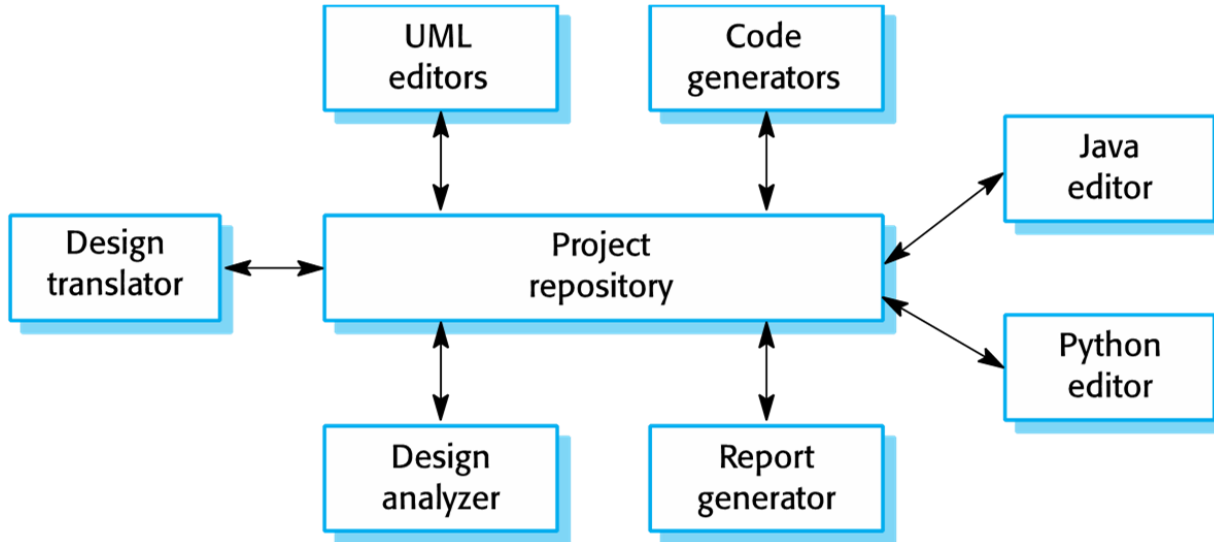 UML
editors
Code
generators
Java
editor
Design
translator
Project
repository
Python
editor
Design
analyzer
Report
generator